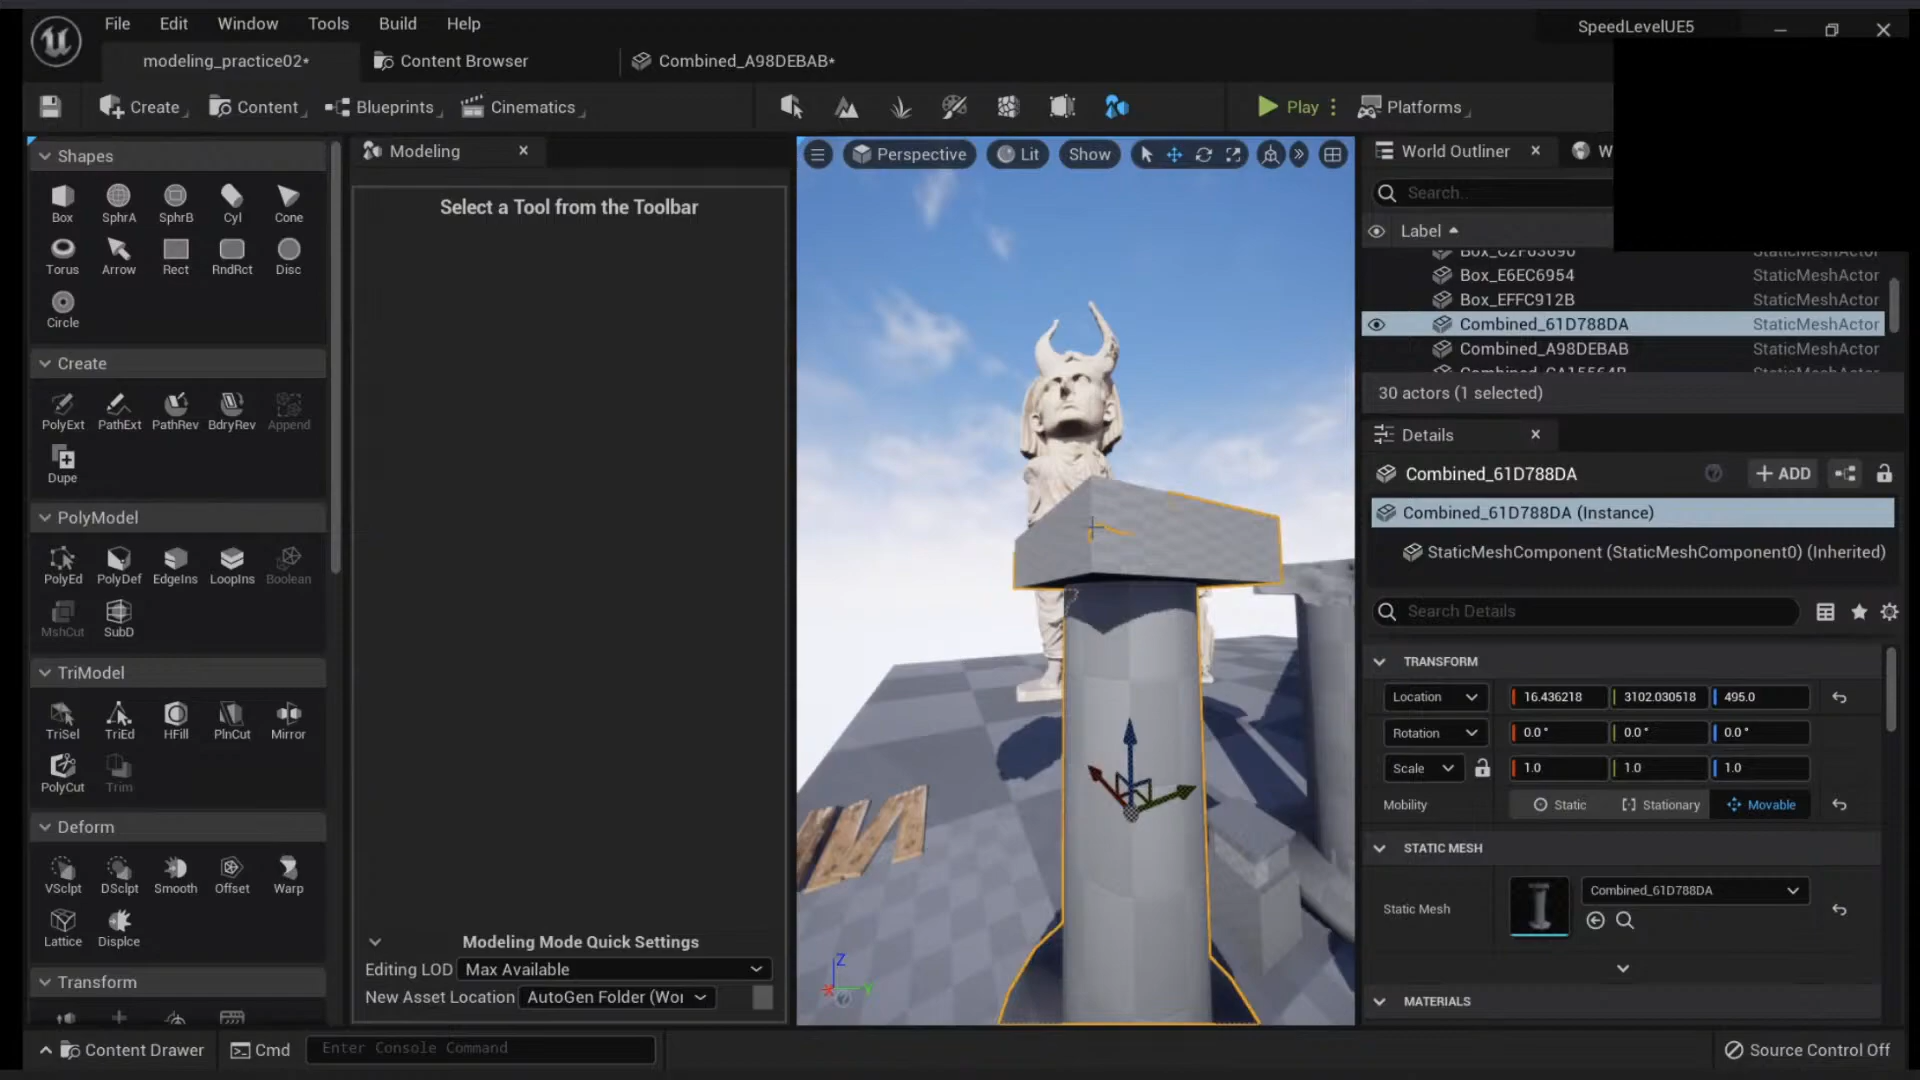 File Edit Window Tools Build Help
SpeedLevelUE5
modeling_practice02*
Content Browser
Combined_A98DEBAB*
Create
Content
Blueprints
Cinematics
Play
Platforms
Shapes
Box SphrA SphrB Cyl Cone
Torus Arrow Rect RndRct Disc
Circle
Create
PolyExt PathExt PathRev BdryRev Append
Dupe
PolyModel
PolyEd PolyDef EdgeIns LoopIns Boolean
MshCut SubD
TriModel
TriSel TriEd HFill PlnCut Mirror
PolyCut Trim
Deform
VSclpt DSclpt Smooth Offset Warp
Lattice Displce
Transform
Modeling
Select a Tool from the Toolbar
Modeling Mode Quick Settings
Editing LOD Max Available
New Asset Location AutoGen Folder (Wor
Perspective Lit Show
Z
World Outliner
W
Search..
Label
Box_E6EC6954 StaticMeshActor
Box_EFFC912B StaticMeshActor
Combined_61D788DA StaticMeshActor
Combined_A98DEBAB StaticMeshActor
30 actors (1 selected)
Details
Combined_61D788DA
+ ADD
Combined_61D788DA (Instance)
StaticMeshComponent (StaticMeshComponent0) (Inherited)
Search Details
TRANSFORM
Location 16.436218 3102.030518 495.0
Rotation 0.0° 0.0° 0.0°
Scale 1.0 1.0 1.0
Mobility Static Stationary Movable
STATIC MESH
Static Mesh
Combined_61D788DA
MATERIALS
Content Drawer
Cmd
Enter Console Command
Source Control Off